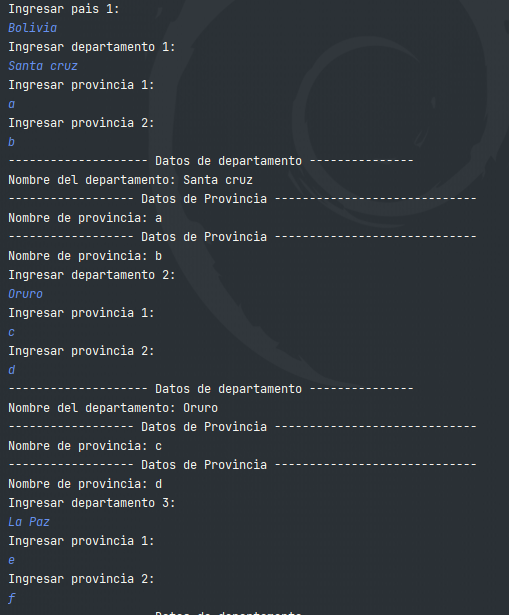 Ingresar pais 1:
Bolivia
Ingresar departamento 1:
Santa cruz
Ingresar provincia 1:
a
Ingresar provincia 2:
b
-------------------- Datos de departamento ---------------
Nombre del departamento: Santa cruz
------------------ Datos de Provincia -----------------------------
Nombre de provincia: a
------------------ Datos de Provincia -----------------------------
Nombre de provincia: b
Ingresar departamento 2:
Oruro
Ingresar provincia 1:
c
Ingresar provincia 2:
d
-------------------- Datos de departamento ---------------
Nombre del departamento: Oruro
------------------ Datos de Provincia -----------------------------
Nombre de provincia: c
------------------ Datos de Provincia -----------------------------
Nombre de provincia: d
Ingresar departamento 3:
La Paz
Ingresar provincia 1:
e
Ingresar provincia 2:
f